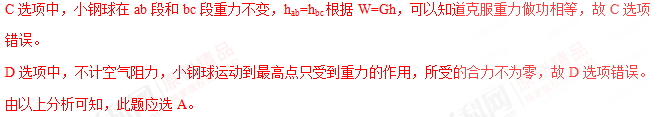 C 选项中，小钢球在 ab 段和 bc 段重力不变，hab=hbc 根据 W=Gh，可以知道克服重力做功相等，故 C 选项
错误。
D 选项中，不计空气阻力，小钢球运动到最高点只受到重力的作用，所受的合力不为零，故 D 选项错误。
由以上分析可知，此题应选 A。